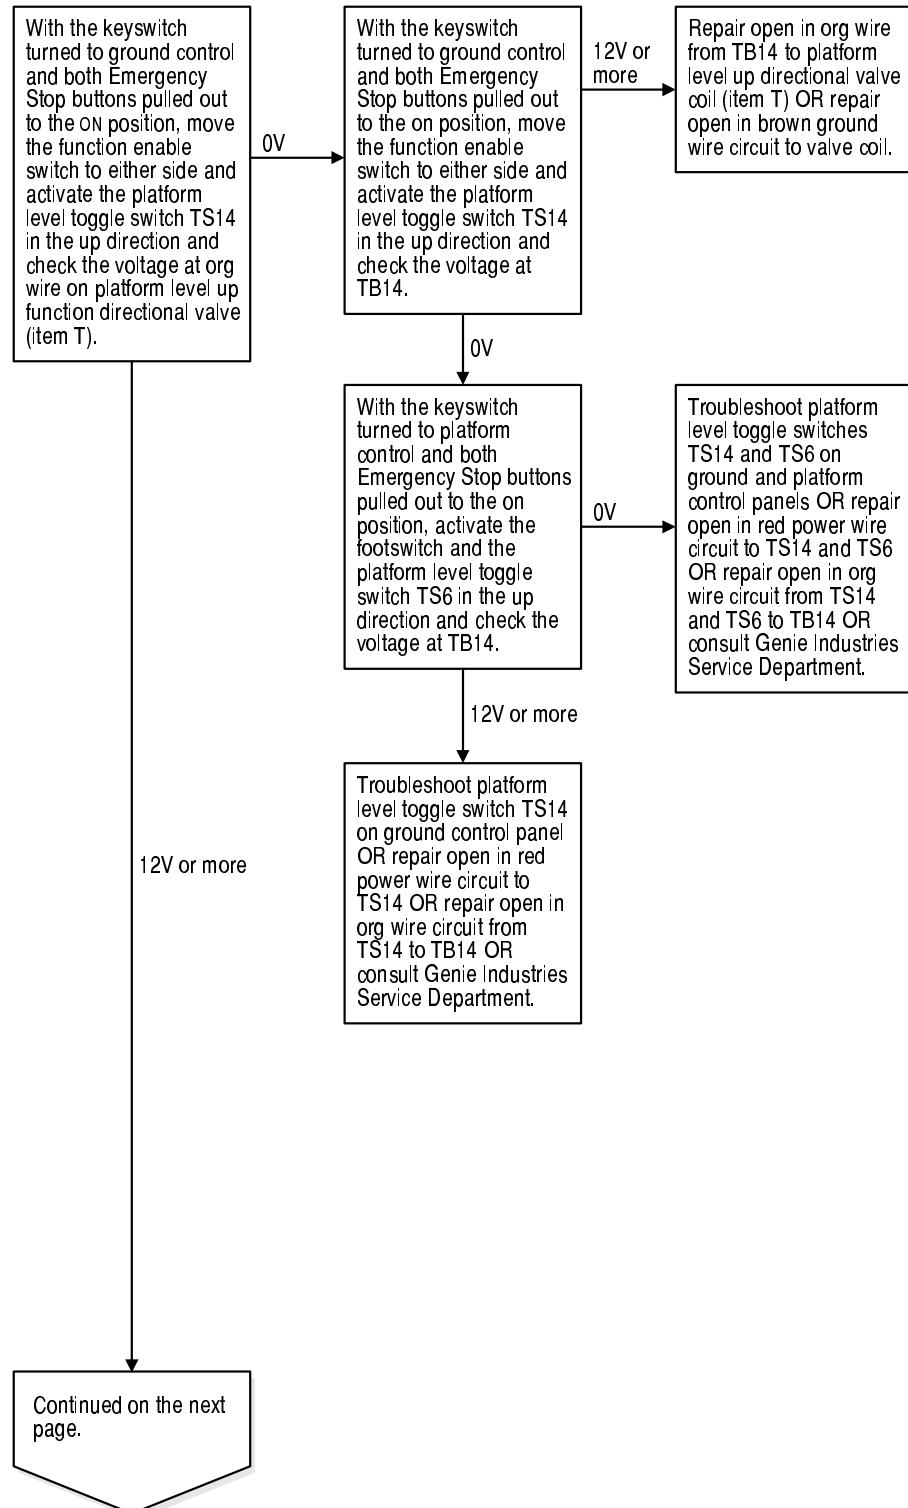 With the keyswitch
turned to ground control
and both Emergency
Stop buttons pulled out
to the ON position, move
the function enable
switch to either side and
activate the platform
level toggle switch TS14
in the up direction and
check the voltage at org
wire on platform level up
function directional valve
(item T).
0V
With the keyswitch
turned to ground control
and both Emergency
Stop buttons pulled out
to the on position, move
the function enable
switch to either side and
activate the platform
level toggle switch TS14
in the up direction and
check the voltage at
TB14.
12V or
more
Repair open in org wire
from TB14 to platform
level up directional valve
coil (item T) OR repair
open in brown ground
wire circuit to valve coil.
0V
With the keyswitch
turned to platform
control and both
Emergency Stop buttons
pulled out to the on
position, activate the
footswitch and the
platform level toggle
switch TS6 in the up
direction and check the
voltage at TB14.
0V
Troubleshoot platform
level toggle switches
TS14 and TS6 on
ground and platform
control panels OR repair
open in red power wire
circuit to TS14 and TS6
OR repair open in org
wire circuit from TS14
and TS6 to TB14 OR
consult Genie Industries
Service Department.
12V or more
Troubleshoot platform
level toggle switch TS14
on ground control panel
OR repair open in red
power wire circuit to
TS14 OR repair open in
org wire circuit from
TS14 to TB14 OR
consult Genie Industries
Service Department.
12V or more
Continued on the next
page.